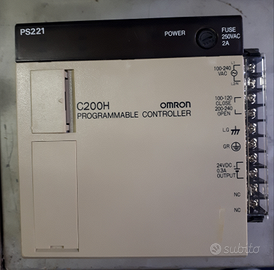 PS221
POWER
FUSE
250VAC
2A
100-240
VAC
C200H
OMRON
PROGRAMMABLE CONTROLLER
100-120
CLOSE
200-240
OPEN
LG
GR
24VDC
0.3A
OUTPUT
NC
NC
subito